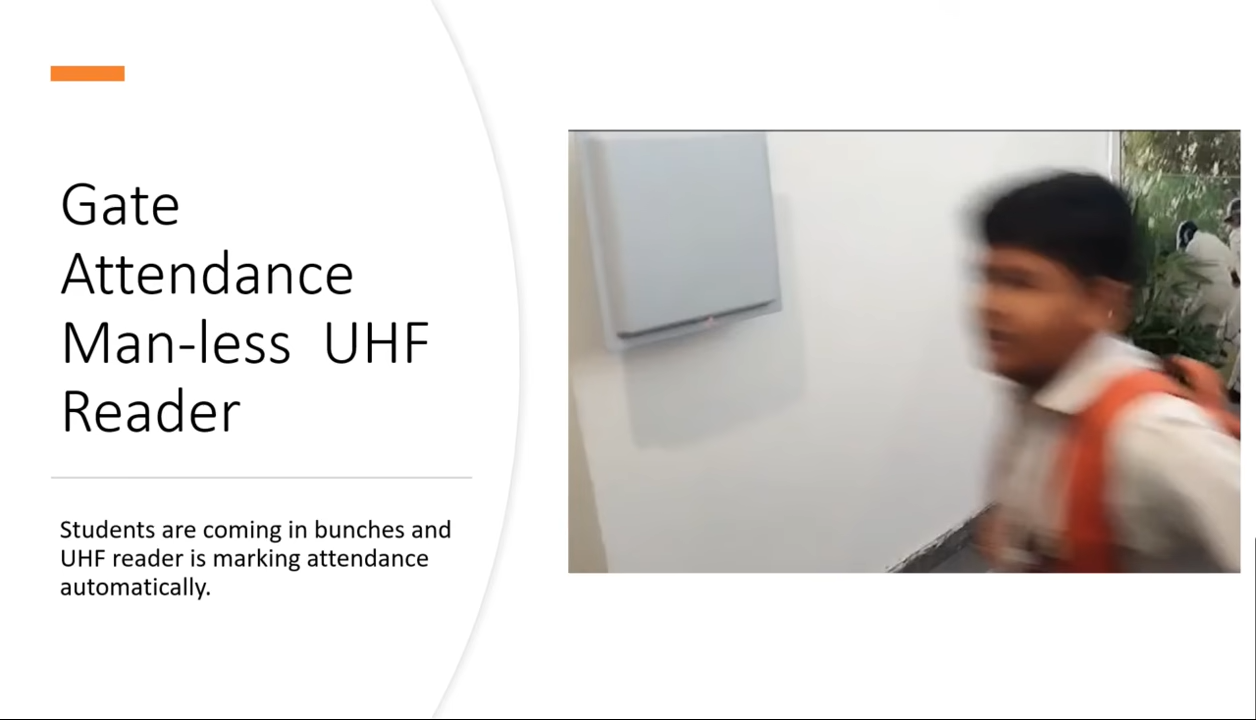 Gate
Attendance
Man-less  UHF
Reader
Students are coming in bunches and
UHF reader is marking attendance
automatically.